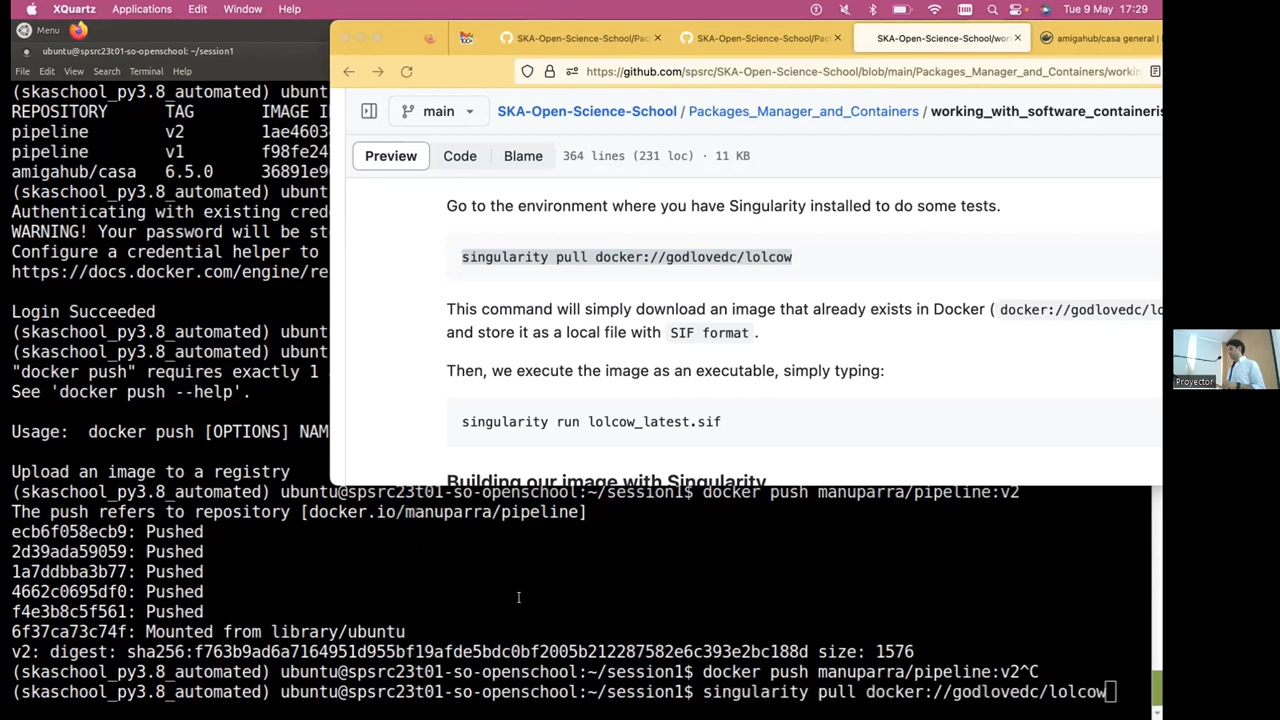 XQuartz Applications Edit Window Help
Tue 9 May 17:29
Menu
ubuntu@spsrc23t01-so-openschool: ~/session1
File Edit View Search Terminal Help
SKA-Open-Science-School/Pac
SKA-Open-Science-School/Pac
SKA-Open-Science-School/wor
amigahub/casa general |
https://github.com/spsrc/SKA-Open-Science-School/blob/main/Packages_Manager_and_Containers/workin
main
SKA-Open-Science-School / Packages_Manager_and_Containers / working_with_software_containeris
Preview Code Blame 364 lines (231 loc) · 11 KB
Go to the environment where you have Singularity installed to do some tests.
singularity pull docker://godlovedc/lolcow
This command will simply download an image that already exists in Docker ( docker://godlovedc/lo
and store it as a local file with SIF format .
Then, we execute the image as an executable, simply typing:
singularity run lolcow_latest.sif
Building our image with Singularity
(skaschool_py3.8_automated) ubuntu
REPOSITORY TAG IMAGE I
pipeline v2 1ae4603
pipeline v1 f98fe24
amigahub/casa 6.5.0 36891e9
(skaschool_py3.8_automated) ubunt
Authenticating with existing cred
WARNING! Your password will be st
Configure a credential helper to
https://docs.docker.com/engine/re
Login Succeeded
(skaschool_py3.8_automated) ubunt
(skaschool_py3.8_automated) ubunt
"docker push" requires exactly 1
See 'docker push --help'.
Usage: docker push [OPTIONS] NAM
Upload an image to a registry
(skaschool_py3.8_automated) ubuntu@spsrc23t01-so-openschool:~/session1$ docker push manuparra/pipeline:v2
The push refers to repository [docker.io/manuparra/pipeline]
ecb6f058ecb9: Pushed
2d39ada59059: Pushed
1a7ddbba3b77: Pushed
4662c0695df0: Pushed
f4e3b8c5f561: Pushed
6f37ca73c74f: Mounted from library/ubuntu
v2: digest: sha256:f763b9ad6a7164951d955bf19afde5bdc0bf2005b212287582e6c393e2bc188d size: 1576
(skaschool_py3.8_automated) ubuntu@spsrc23t01-so-openschool:~/session1$ docker push manuparra/pipeline:v2^C
(skaschool_py3.8_automated) ubuntu@spsrc23t01-so-openschool:~/session1$ singularity pull docker://godlovedc/lolcow
Proyector